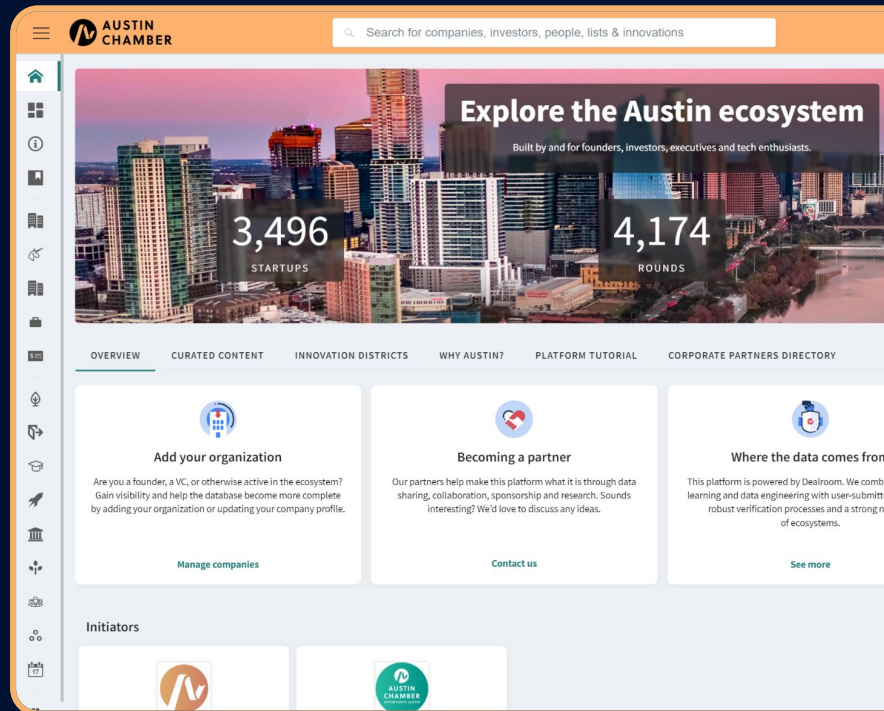 AUSTIN
CHAMBER
Search for companies, investors, people, lists & innovations
Explore the Austin ecosystem
Built by and for founders, investors, executives and tech enthusiasts.
3,496
STARTUPS
4,174
ROUNDS
OVERVIEW CURATED CONTENT INNOVATION DISTRICTS WHY AUSTIN? PLATFORM TUTORIAL CORPORATE PARTNERS DIRECTORY
Add your organization
Are you a founder, a VC, or otherwise active in the ecosystem?
Gain visibility and help the database become more complete
by adding your organization or updating your company profile.
Manage companies
Becoming a partner
Our partners help make this platform what it is through data
sharing, collaboration, sponsorship and research. Sounds
interesting? We'd love to discuss any ideas.
Contact us
Where the data comes from
This platform is powered by Dealroom. We comb
learning and data engineering with user-submitt
robust verification processes and a strong n
of ecosystems.
See more
Initiators
17
AUSTIN
CHAMBER
OPPORTUNITY AUSTIN